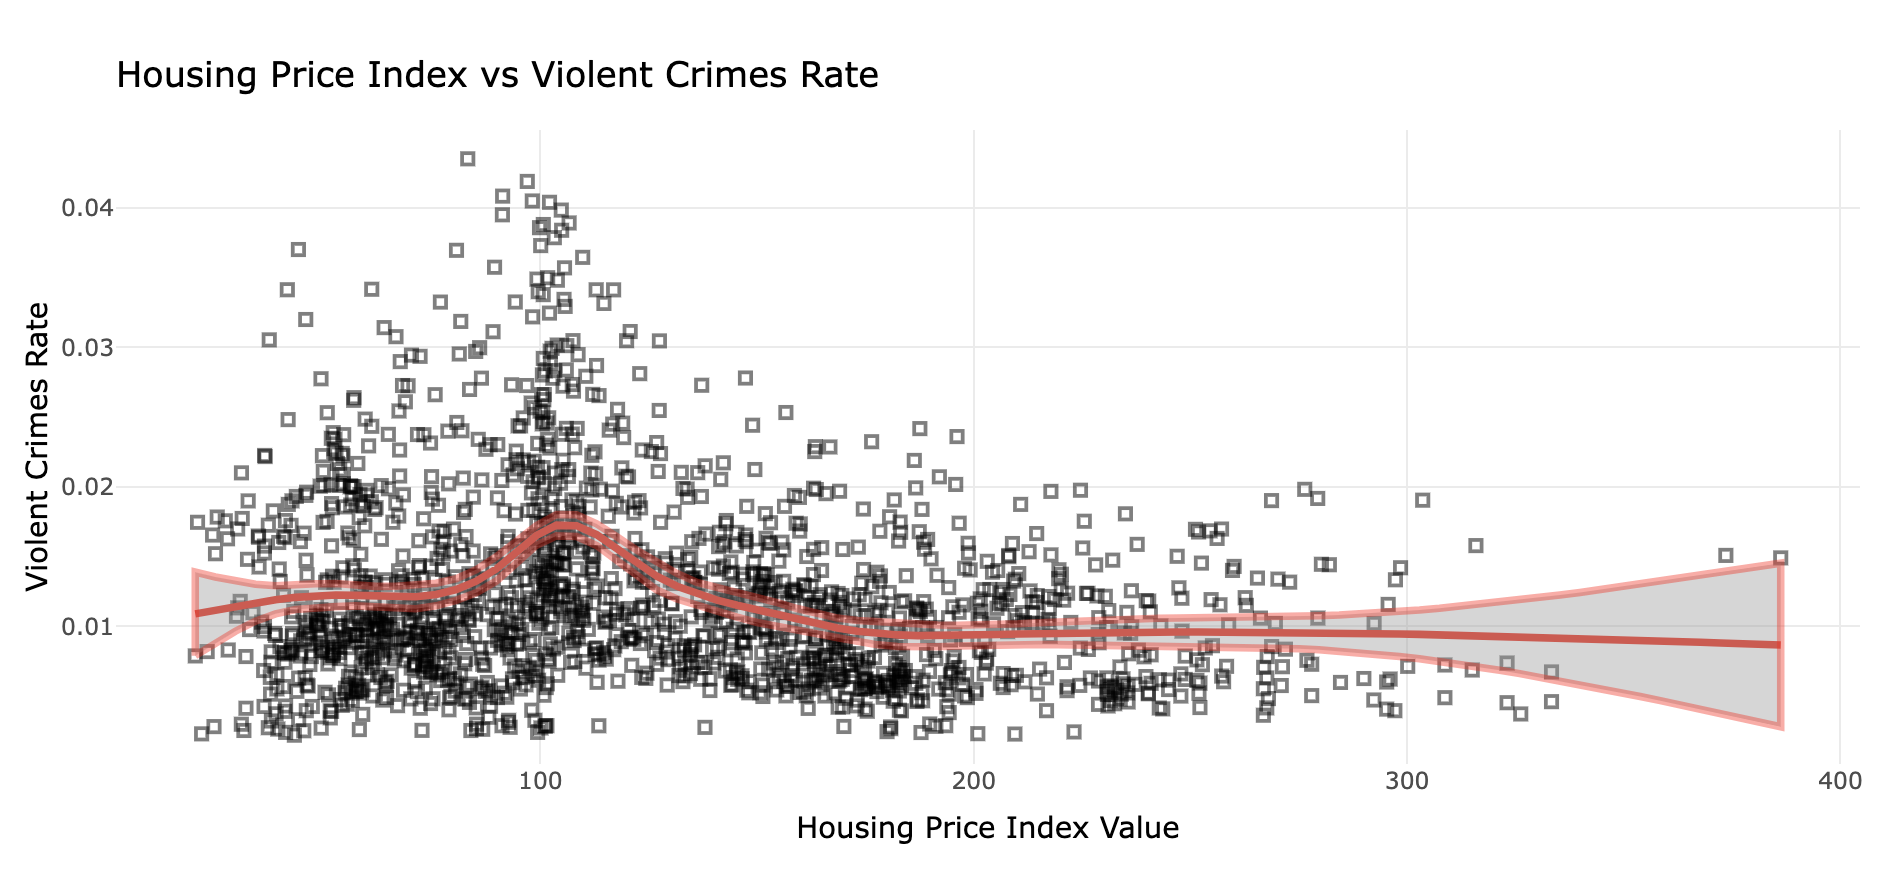 Housing Price Index vs Violent Crimes Rate
Violent Crimes Rate
0.04
0.03
0.02
0.01
100
200
300
400
Housing Price Index Value